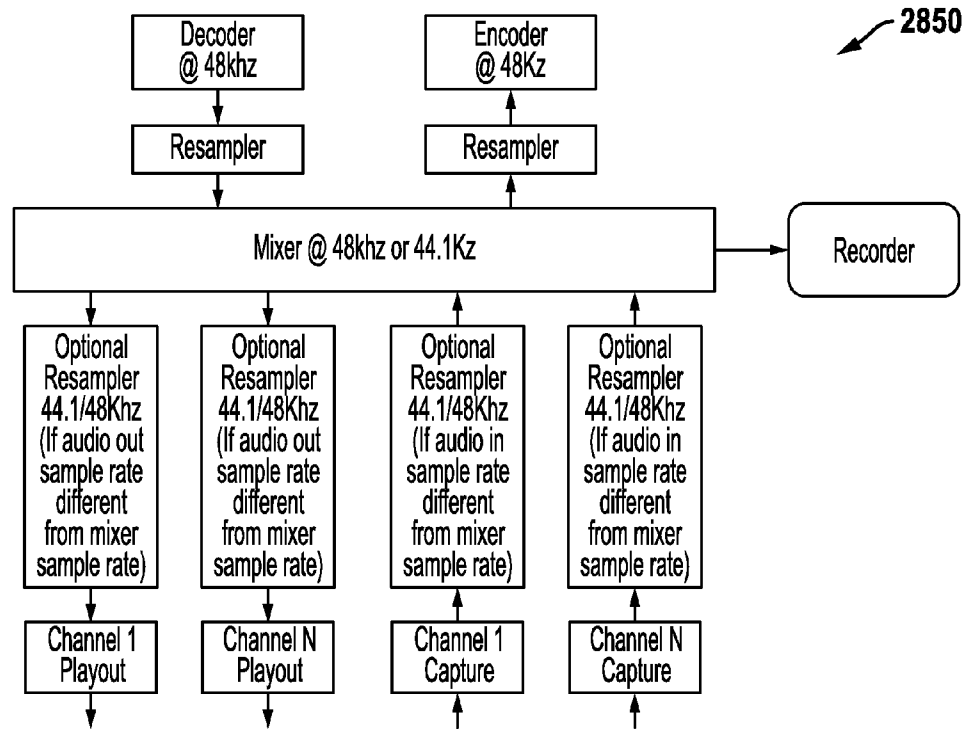 2850
Decoder
@ 48khz
Encoder
@ 48Kz
Resampler
Resampler
Mixer @ 48khz or 44.1Kz
Recorder
Optional
Resampler
44.1/48Khz
(If audio out
sample rate
different
from mixer
sample rate)
Optional
Resampler
44.1/48Khz
(If audio out
sample rate
different
from mixer
sample rate)
Optional
Resampler
44.1/48Khz
(If audio in
sample rate
different
from mixer
sample rate)
Optional
Resampler
44.1/48Khz
(If audio in
sample rate
different
from mixer
sample rate)
Channel 1
Playout
Channel N
Playout
Channel 1
Capture
Channel N
Capture